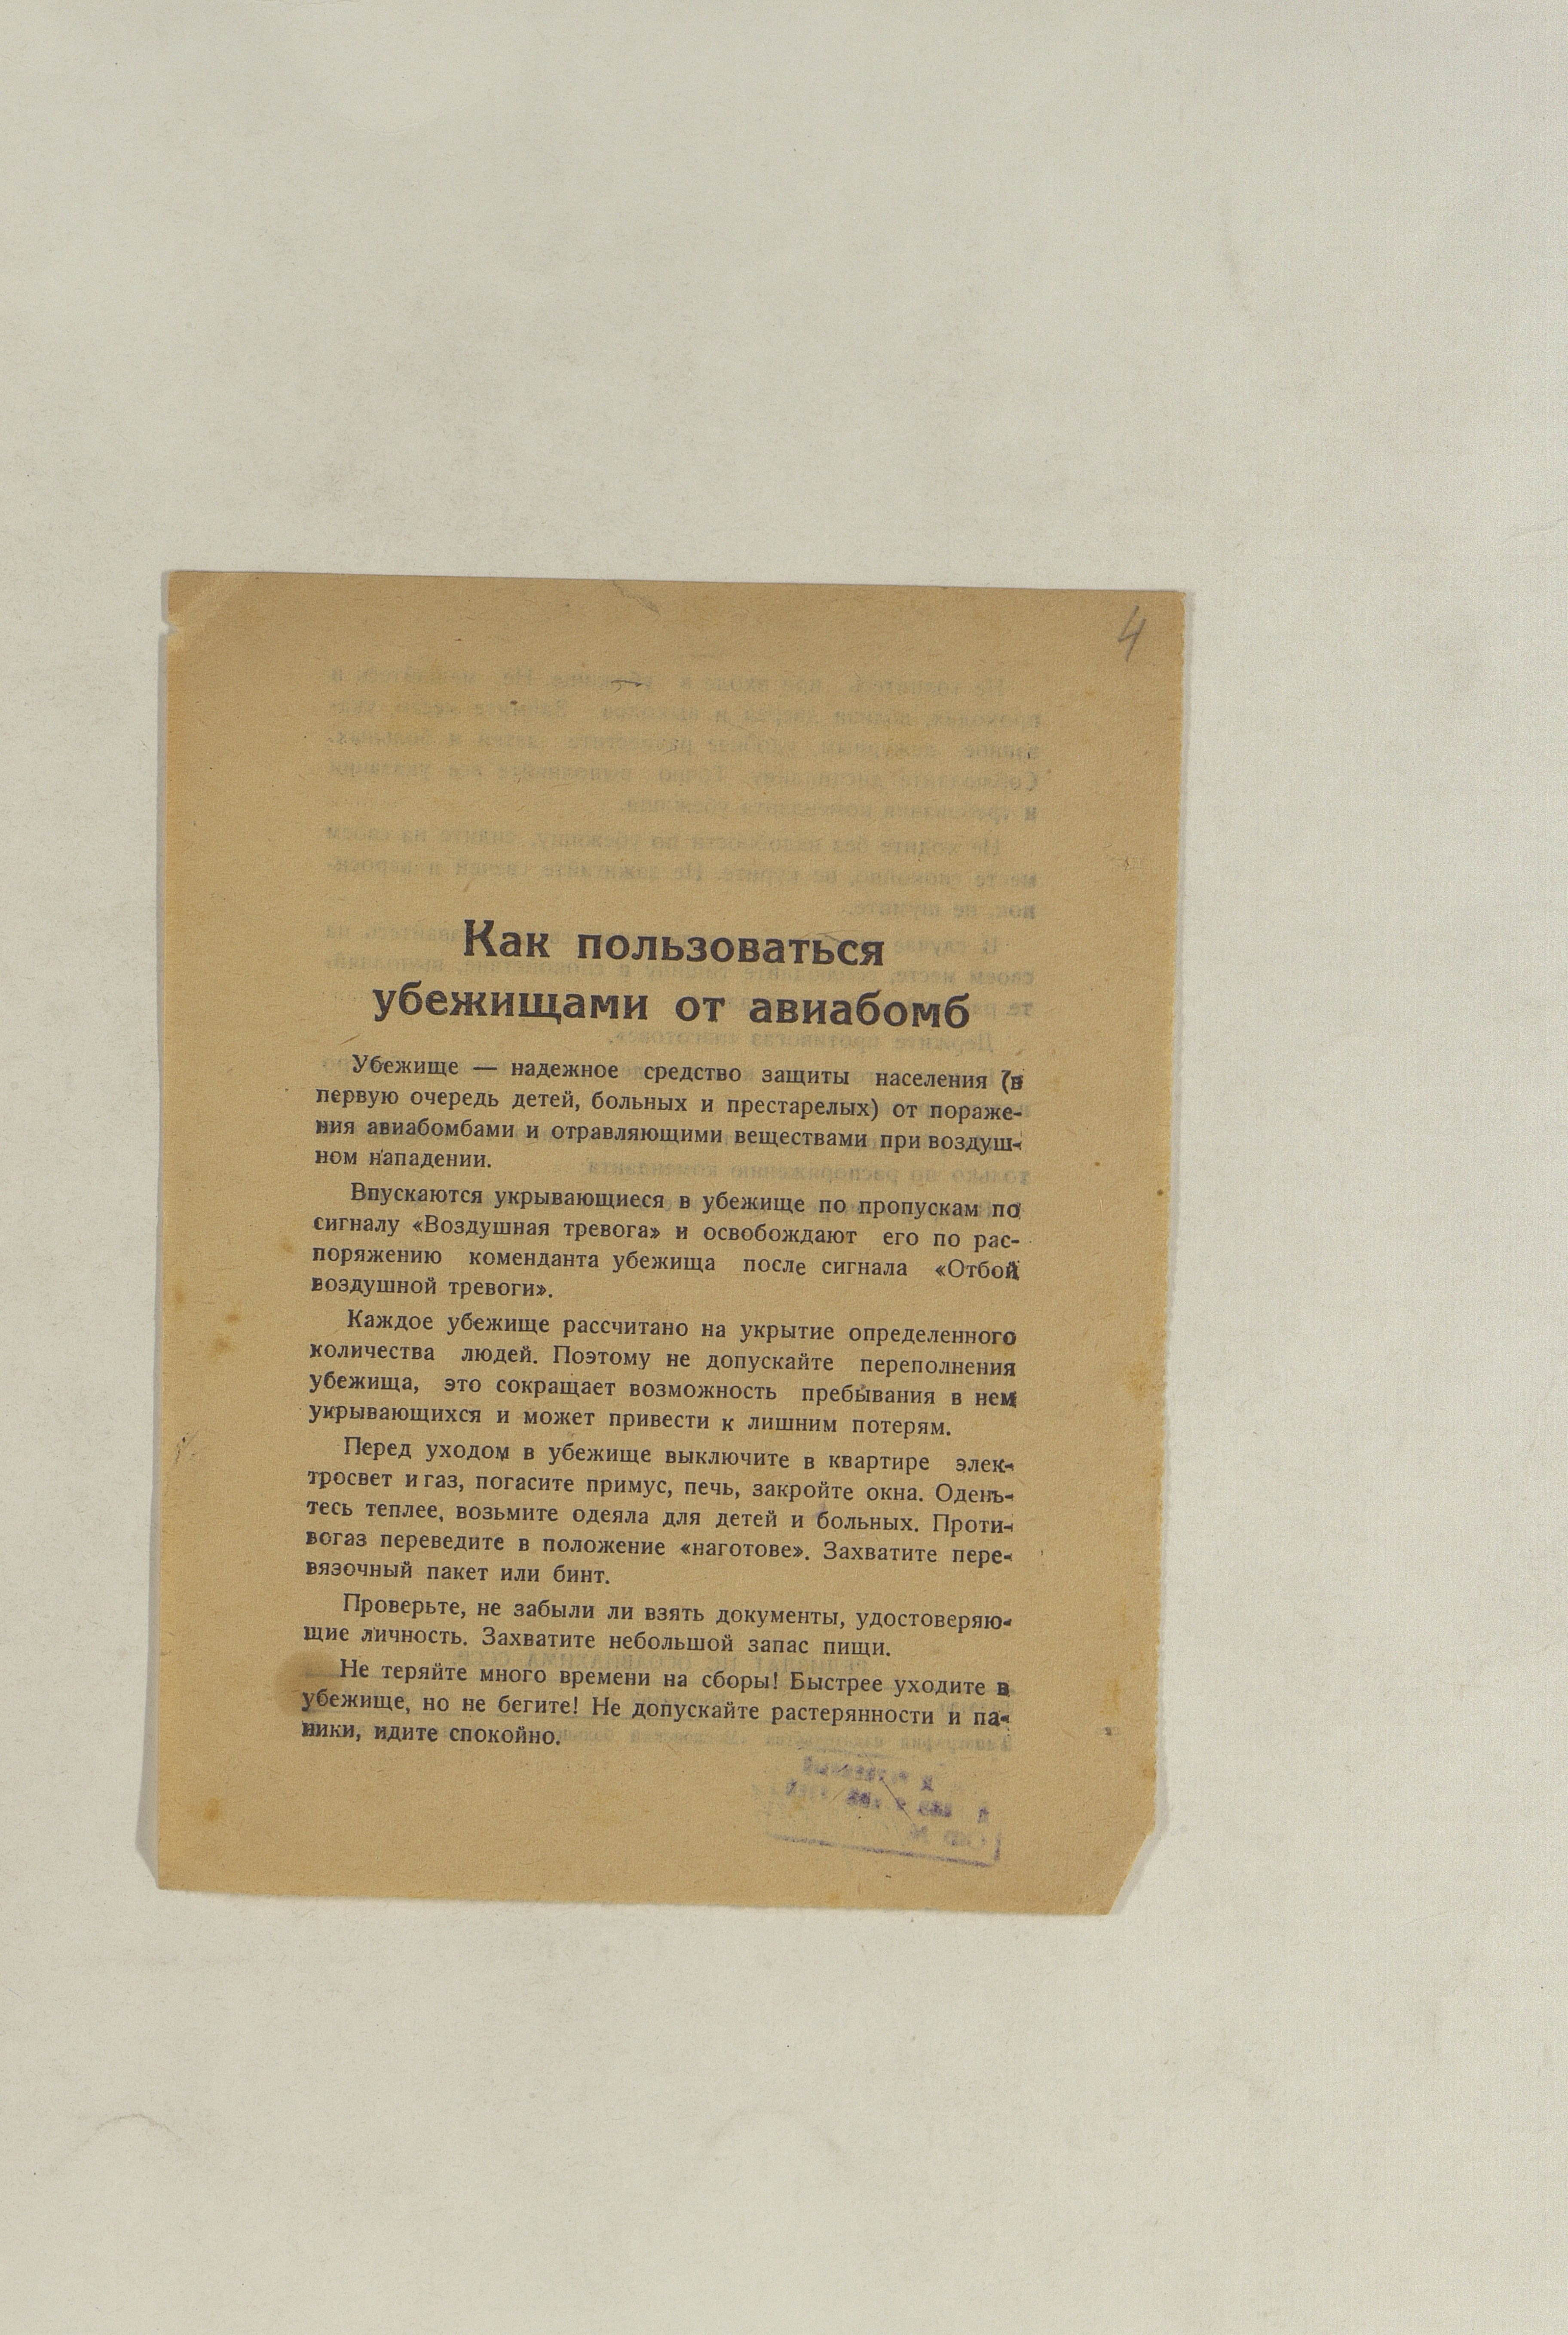 4
Как пользоваться
убежищами от авиабомб
Убежище — надежное средство защиты населения (в
первую очередь детей, больных и престарелых) от пораже-
ния авиабомбами и отравляющими веществами при воздуш-
ном нападении.
Впускаются укрывающиеся в убежище по пропускам по
сигналу «Воздушная тревога» и освобождают его по рас-
поряжению коменданта убежища после сигнала «Отбой
воздушной тревоги».
Каждое убежище рассчитано на укрытие определенного
количества людей. Поэтому не допускайте переполнения
убежища, это сокращает возможность пребывания в нем
укрывающихся и может привести к лишним потерям.
Перед уходом в убежище выключите в квартире элек-
тросвет и газ, погасите примус, печь, закройте окна. Одень-
тесь теплее, возьмите одеяла для детей и больных. Проти-
вогаз переведите в положение «наготове». Захватите пере-
вязочный пакет или бинт.
Проверьте, не забыли ли взять документы, удостоверяю-
щие личность. Захватите небольшой запас пищи.
Не теряйте много времени на сборы! Быстрее уходите в
убежище, но не бегите! Не допускайте растерянности и па-
ники, идите спокойно.